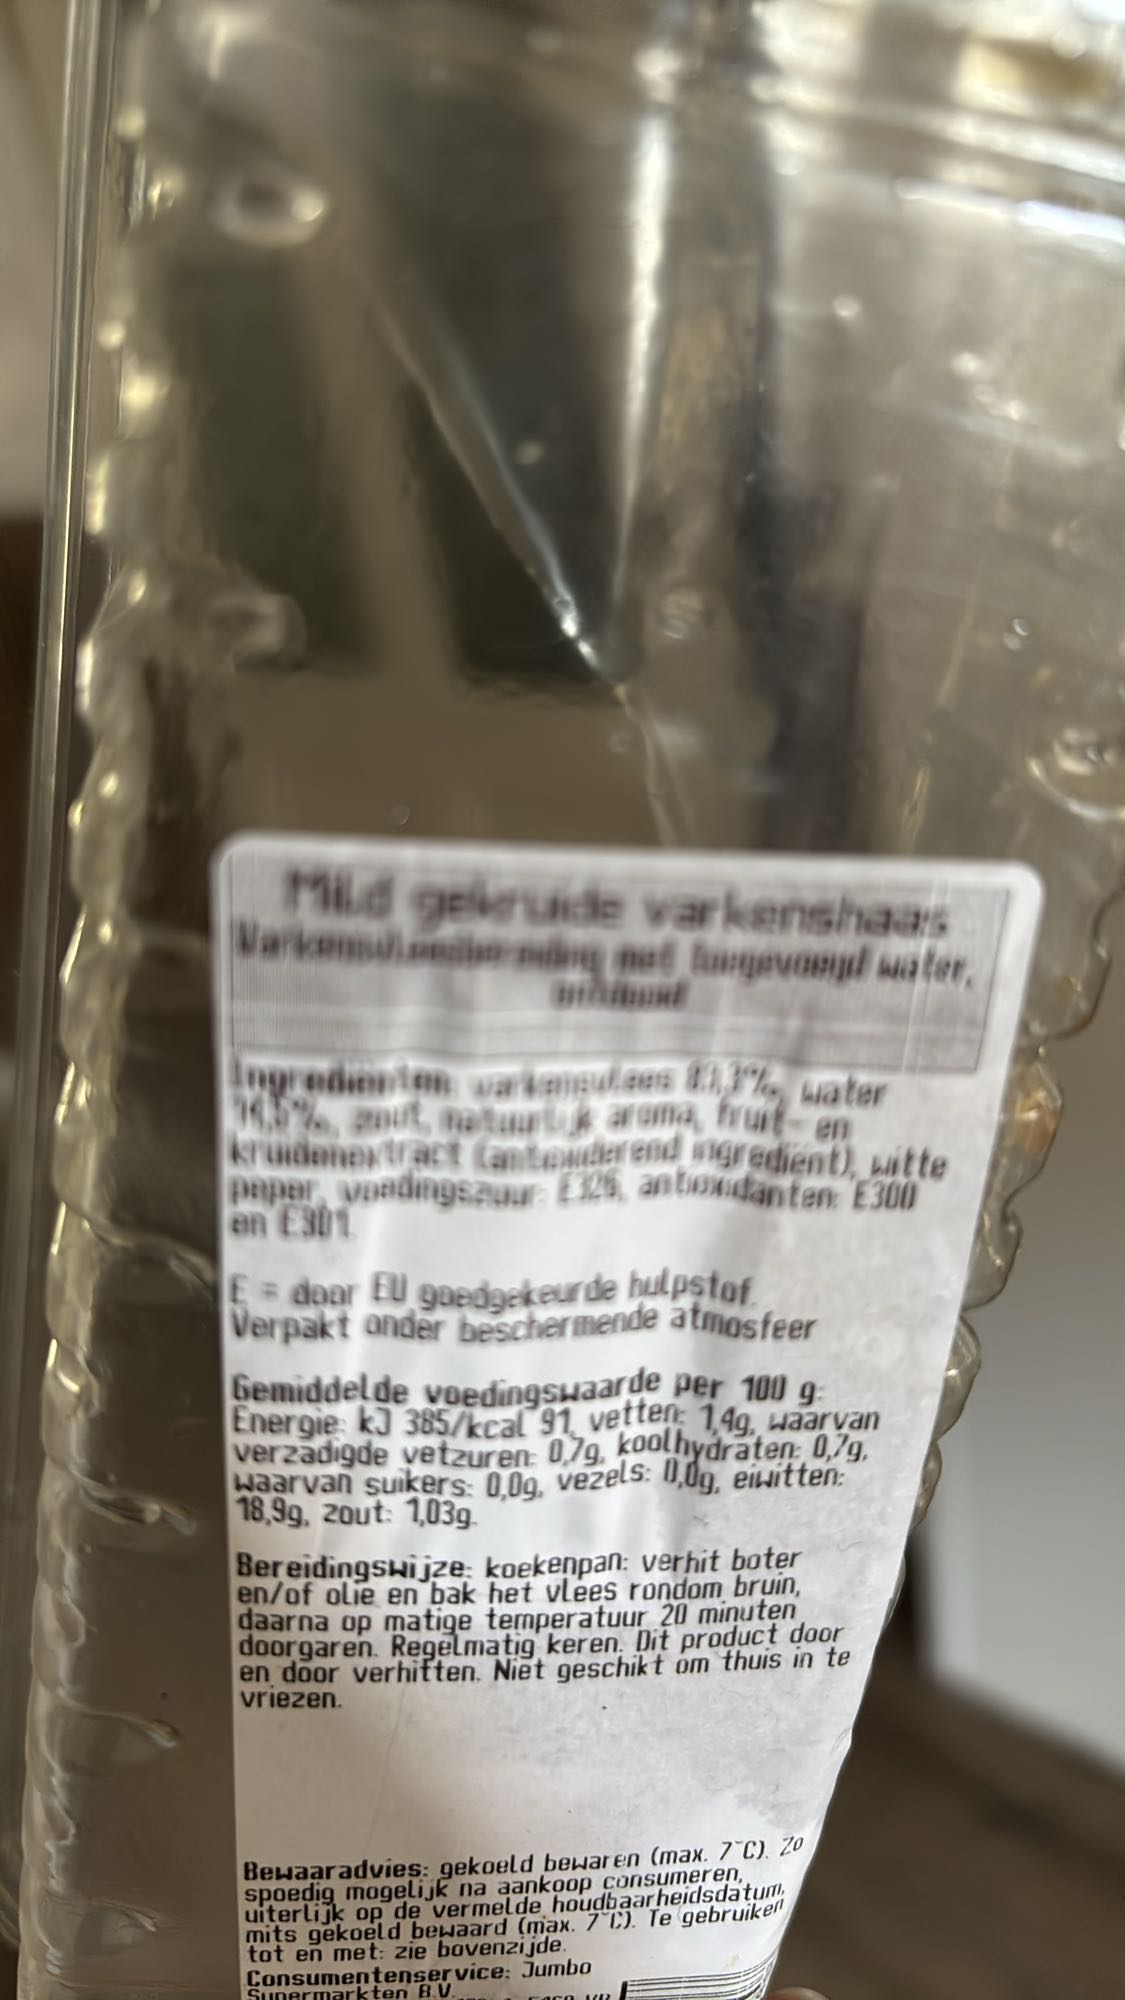 Mild gekruide varkenshaas
Varkensvleesbereiding met toegevoegd water,
Ingrediënten: varkensvlees 83,3%, water
14,5%, zout, natuurlijk aroma, fruit- en
kruidenextract (antioxiderend ingrediënt), witte
peper, voedingszuur: E326, antioxidanten: E300
en E301.
E = door EU goedgekeurde hulpstof.
Verpakt onder beschermende atmosfeer
Gemiddelde voedingswaarde per 100 g:
Energie: kJ 385/kcal 91, vetten: 1,4g, waarvan
verzadigde vetzuren: 0,7g, koolhydraten: 0,7g,
waarvan suikers: 0,0g, vezels: 0,0g, eiwitten:
18,9g, zout: 1,03g.
Bereidingswijze: koekenpan: verhit boter
en/of olie en bak het vlees rondom bruin,
daarna op matige temperatuur 20 minuten
doorgaren. Regelmatig keren. Dit product door
en door verhitten. Niet geschikt om thuis in te
vriezen.
Bewaaradvies: gekoeld bewaren (max. 7˜C). Zo
spoedig mogelijk na aankoop consumeren,
uiterlijk op de vermelde houdbaarheidsdatum,
mits gekoeld bewaard (max. 7˜C). Te gebruiken
tot en met: zie bovenzijde.
Consumentenservice: Jumbo
Supermarkten B.V.